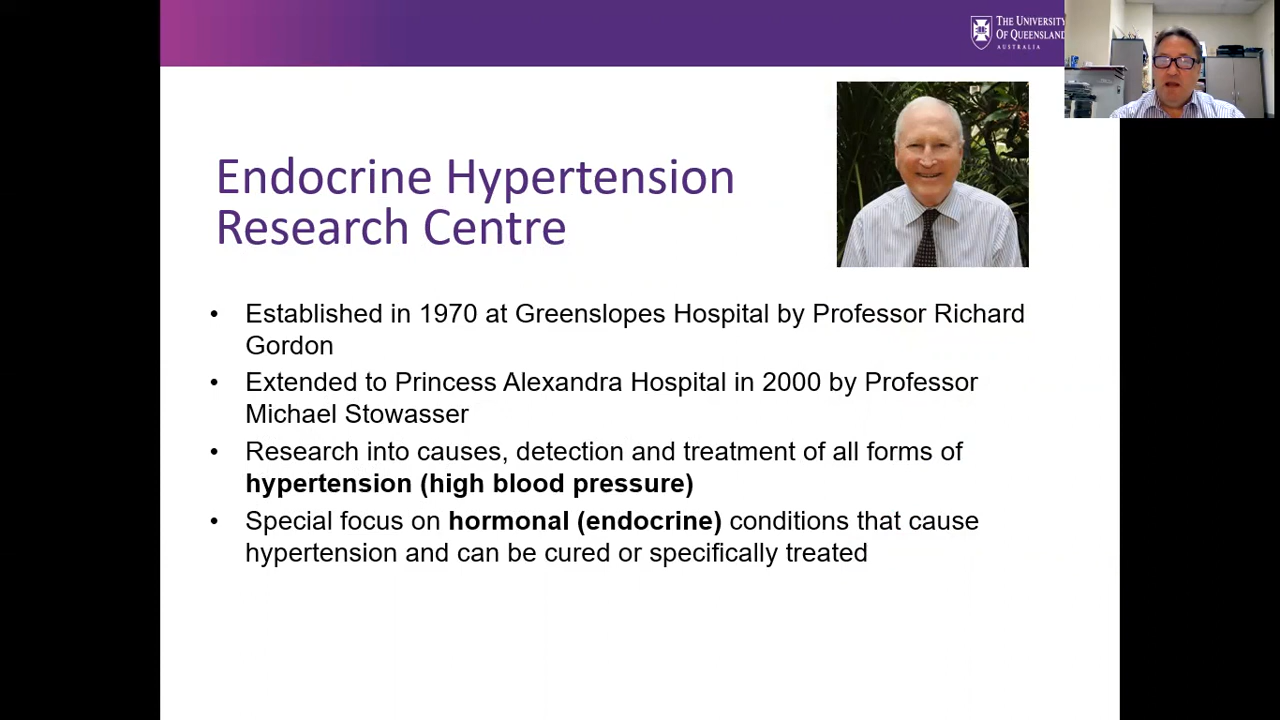 THE UNIVERSITY
OF QUEENSLAND
AUSTRALIA
Endocrine Hypertension
Research Centre
• Established in 1970 at Greenslopes Hospital by Professor Richard
Gordon
• Extended to Princess Alexandra Hospital in 2000 by Professor
Michael Stowasser
• Research into causes, detection and treatment of all forms of
hypertension (high blood pressure)
• Special focus on hormonal (endocrine) conditions that cause
hypertension and can be cured or specifically treated